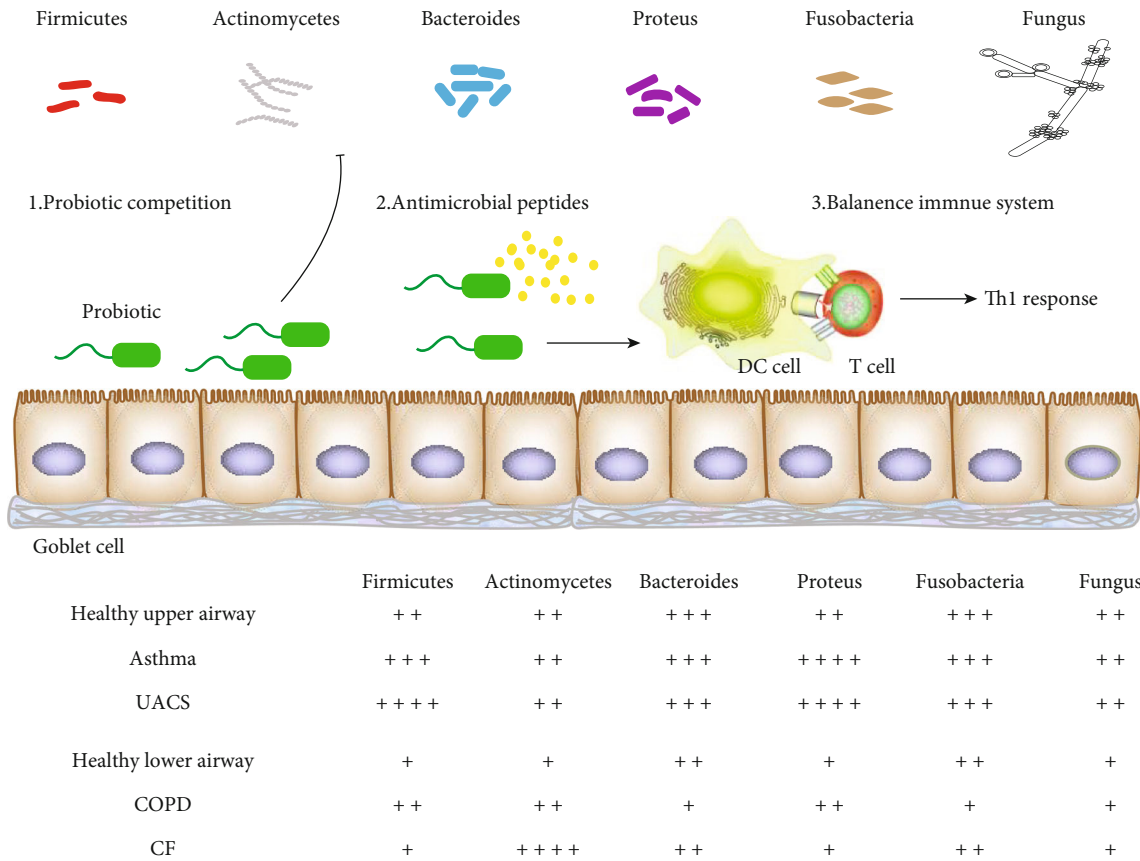 Firmicutes Actinomycetes Bacteroides Proteus Fusobacteria Fungus
1.Probiotic competition 2.Antimicrobial peptides 3.Balanence immnue system
Probiotic
Th1 response
DC cell T cell
Goblet cell
Firmicutes Actinomycetes Bacteroides Proteus Fusobacteria Fungus
Healthy upper airway + + + + + + + + + + + + + +
Asthma + + + + + + + + + + + + + + + + +
UACS + + + + + + + + + + + + + + + + + +
Healthy lower airway + + + + + + + +
COPD + + + + + + + + +
CF + + + + + + + + + + +